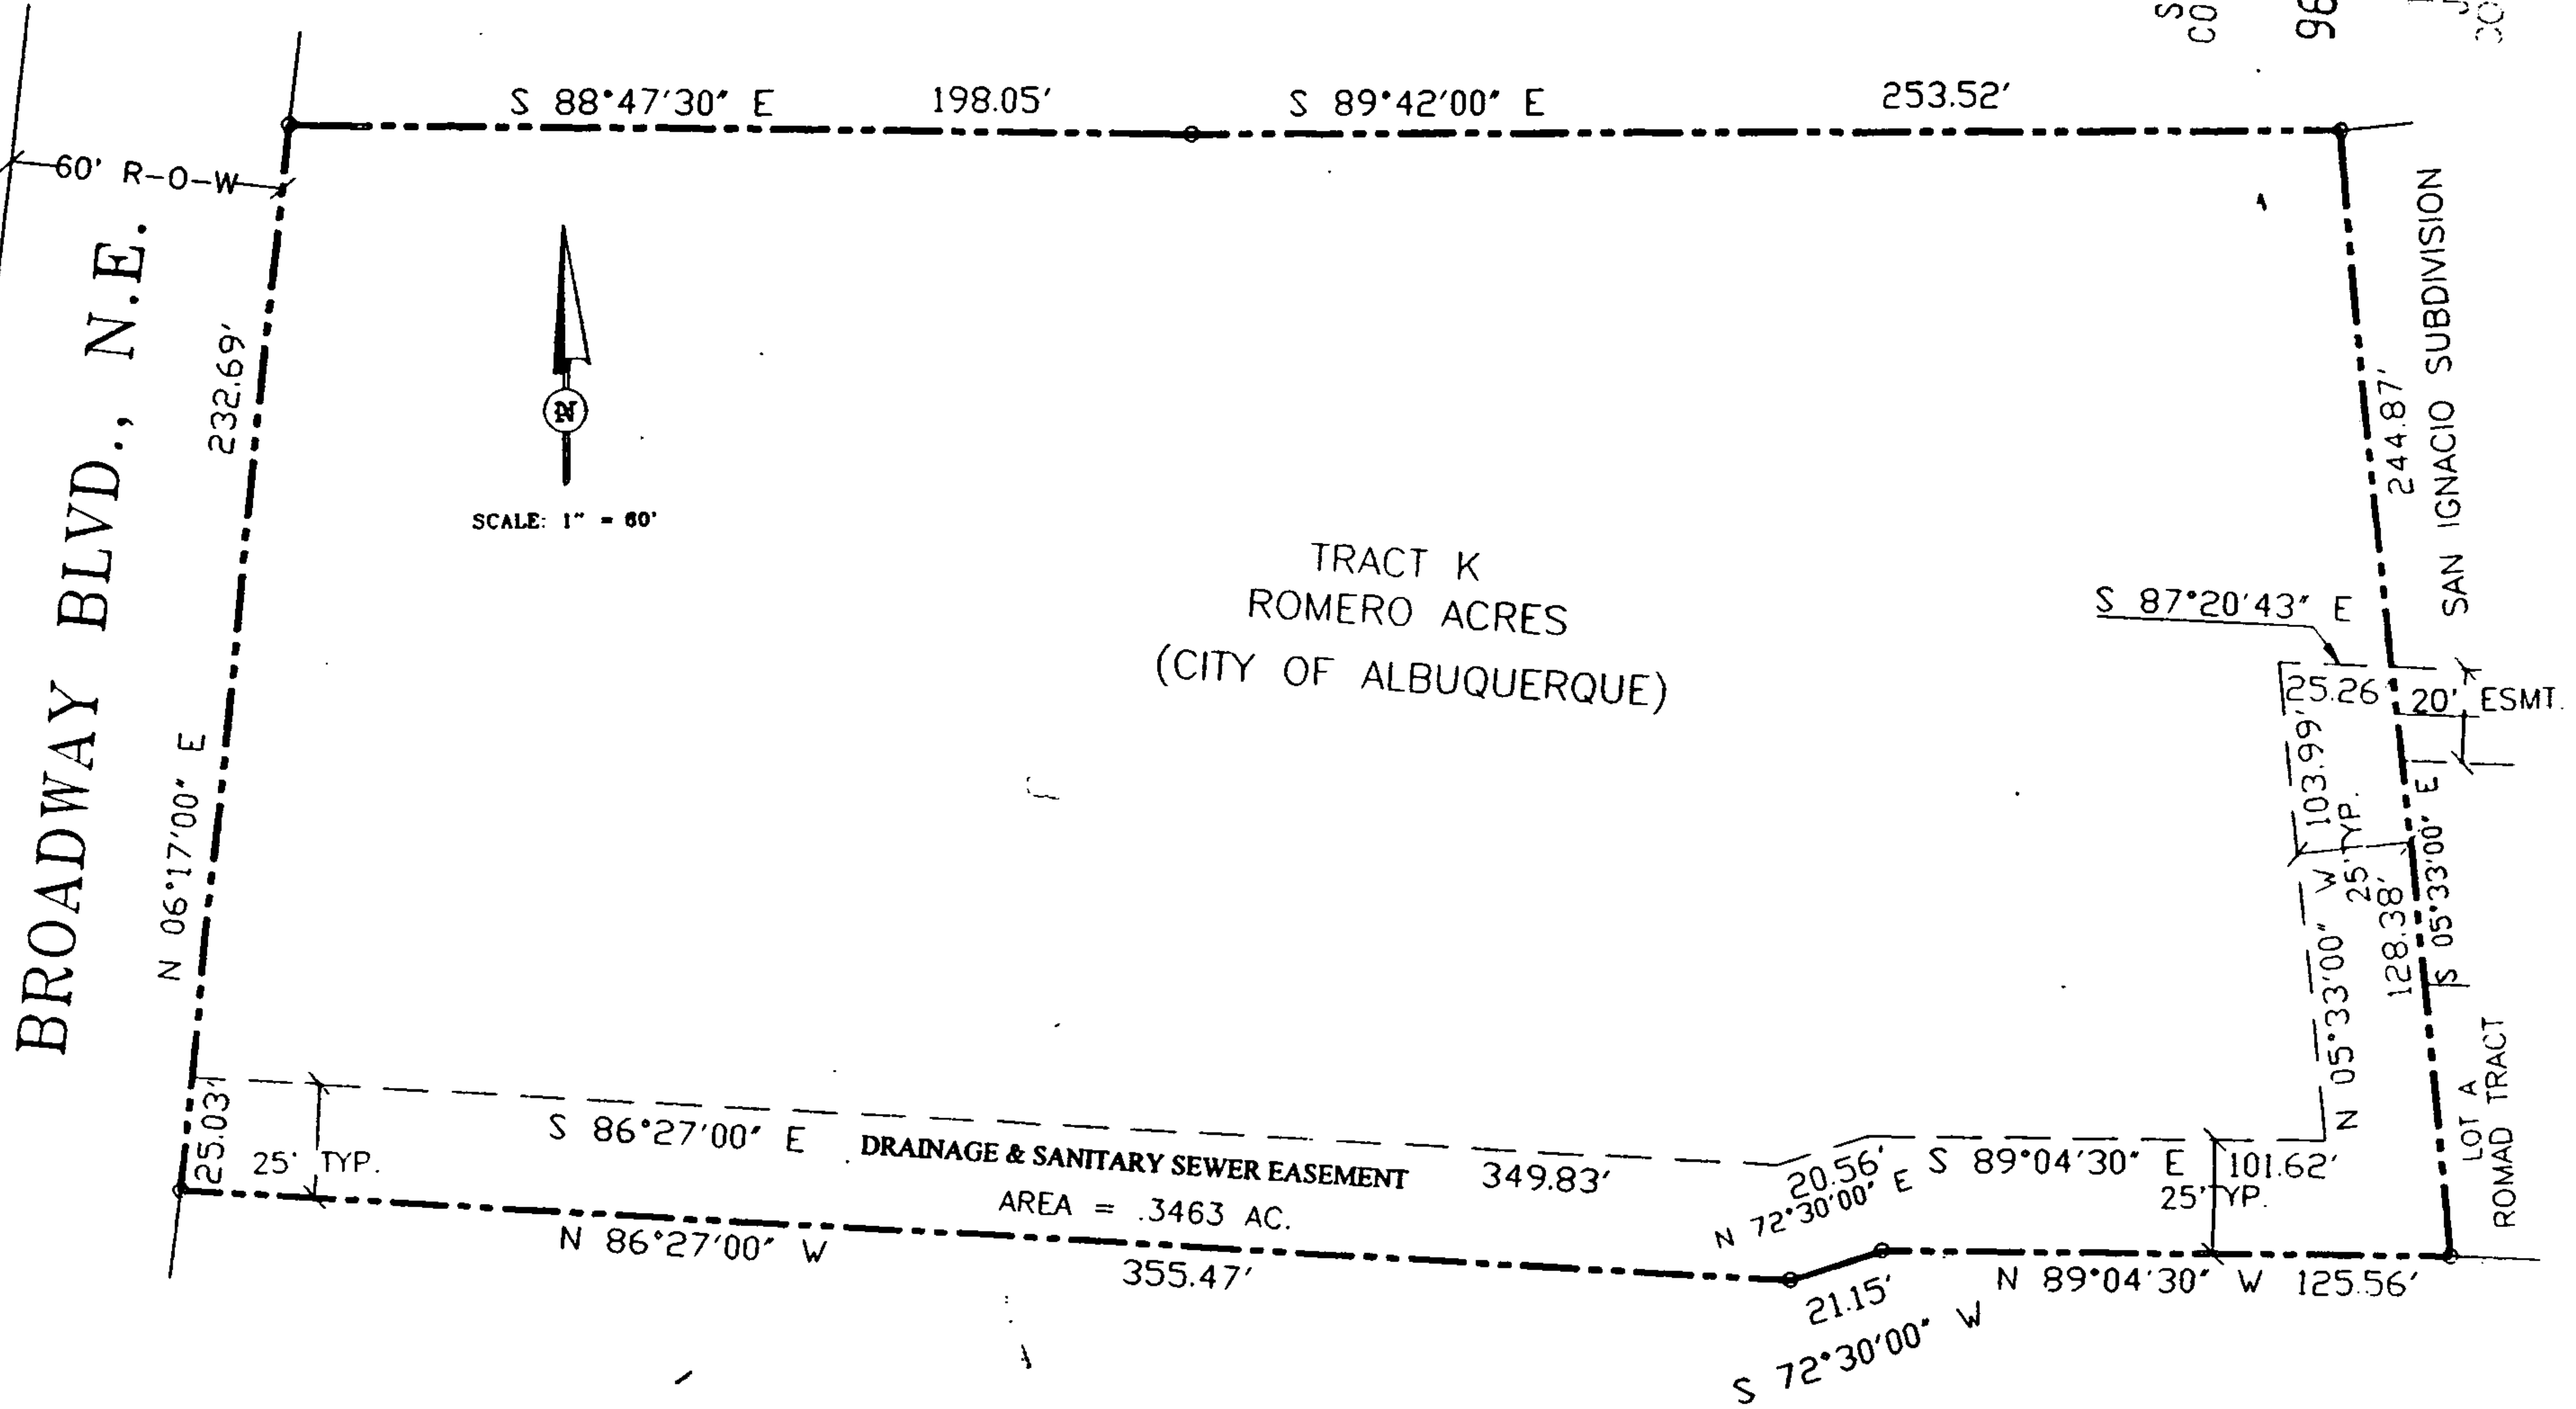 S
CO
96
S 88°47'30" E 198.05' S 89°42'00" E 253.52'
60' R-O-W
BROADWAY BLVD., N.E.
232.69'
N 06°17'00" E
N
SCALE: 1" = 60'
TRACT K
ROMERO ACRES
(CITY OF ALBUQUERQUE)
SAN IGNACIO SUBDIVISION
244.87'
S 87°20'43" E
25.26'
20' ESMT.
103.99'
25' TYP.
N 05°33'00" W
128.38'
S 05°33'00" E
LOT A
ROMAD TRACT
25.03'
25' TYP.
S 86°27'00" E
DRAINAGE & SANITARY SEWER EASEMENT
349.83'
AREA = .3463 AC.
20.56'
N 72°30'00" E
S 89°04'30" E 101.62'
25' TYP.
N 86°27'00" W
355.47'
21.15'
S 72°30'00" W
N 89°04'30" W 125.56'